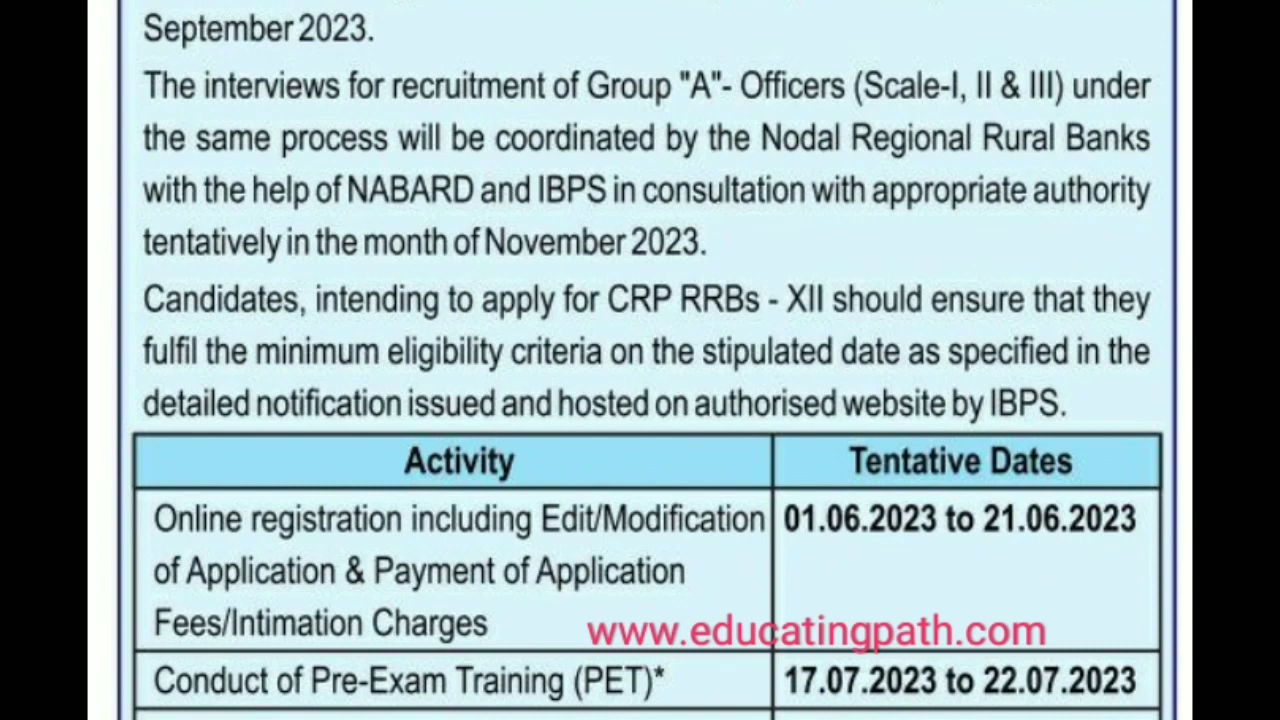 September 2023.
The interviews for recruitment of Group "A"- Officers (Scale-I, II & III) under
the same process will be coordinated by the Nodal Regional Rural Banks
with the help of NABARD and IBPS in consultation with appropriate authority
tentatively in the month of November 2023.
Candidates, intending to apply for CRP RRBs - XII should ensure that they
fulfil the minimum eligibility criteria on the stipulated date as specified in the
detailed notification issued and hosted on authorised website by IBPS.
Activity Tentative Dates
Online registration including Edit/Modification 01.06.2023 to 21.06.2023
of Application & Payment of Application
Fees/Intimation Charges
www.educatingpath.com
Conduct of Pre-Exam Training (PET)* 17.07.2023 to 22.07.2023